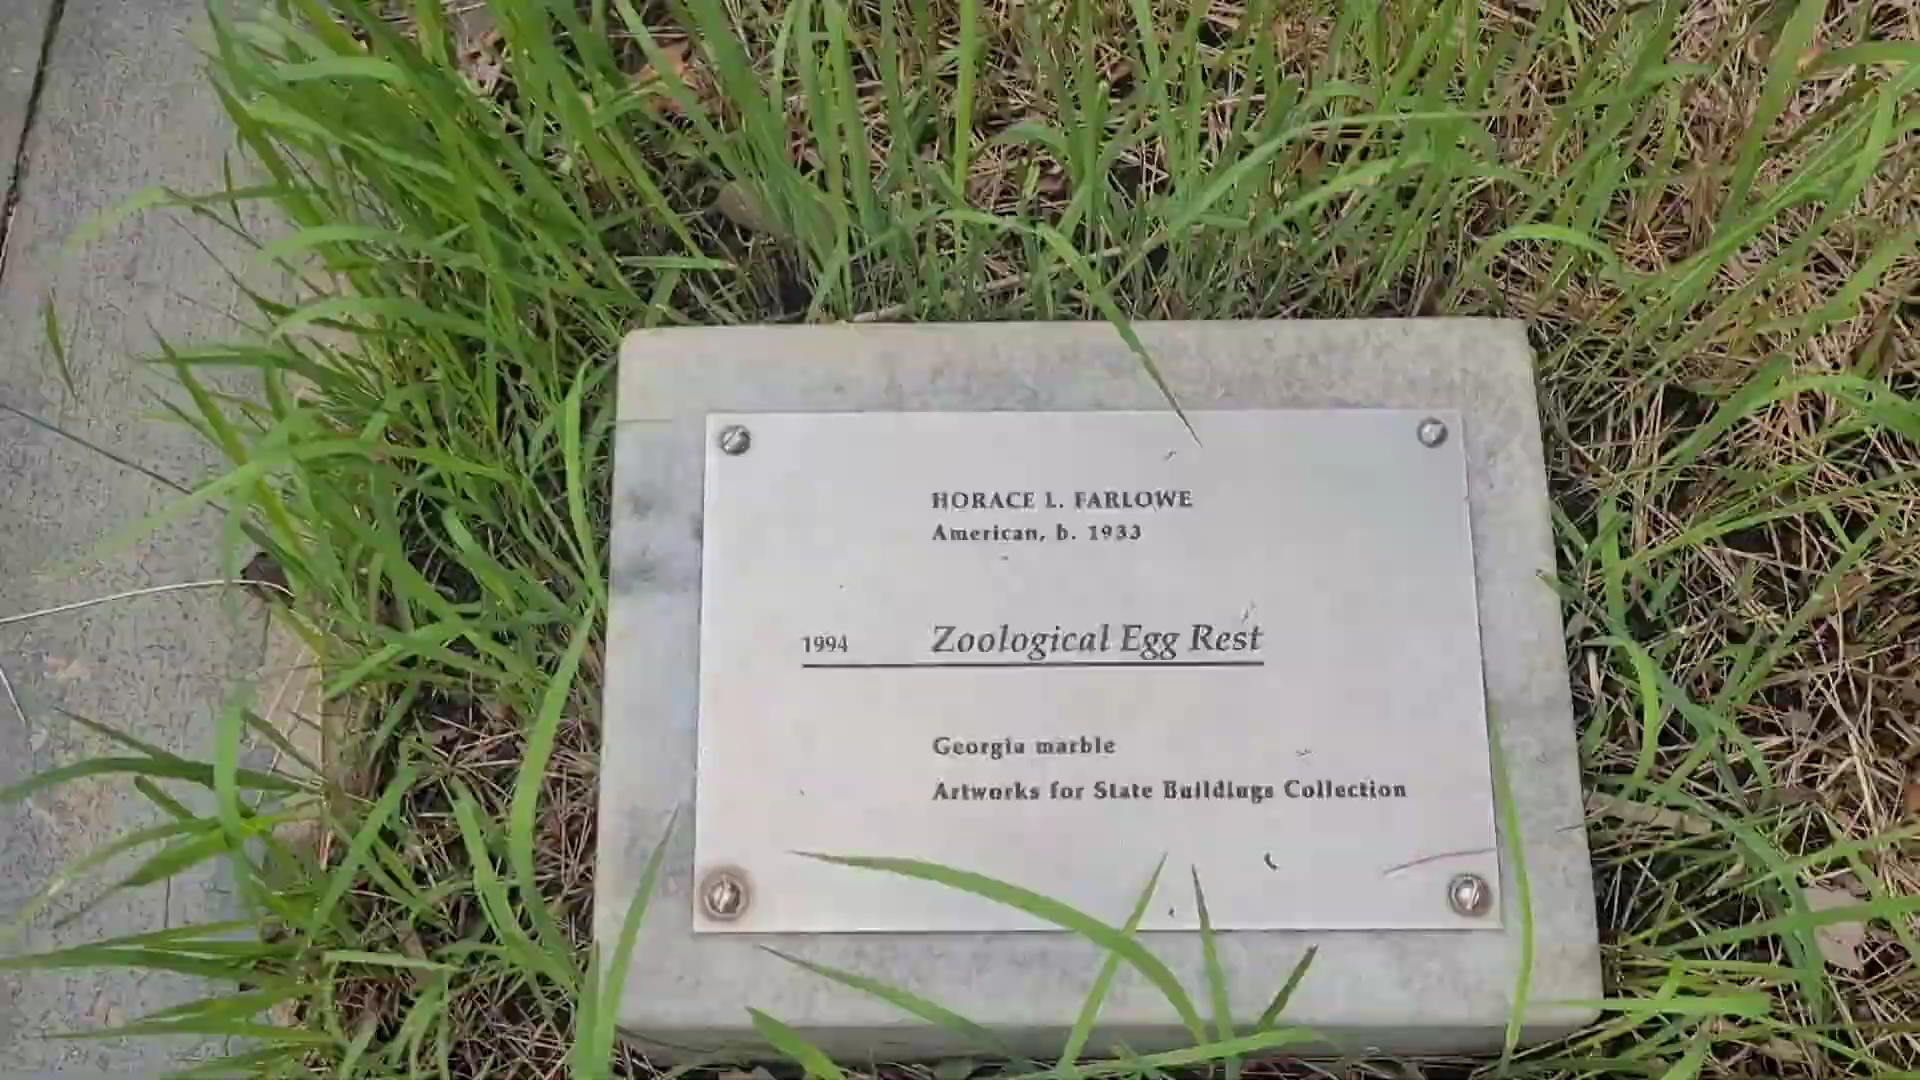 HORACE L. FARLOWE
American, b. 1933
1994 Zoological Egg Rest
Georgia marble
Artworks for State Buildings Collection